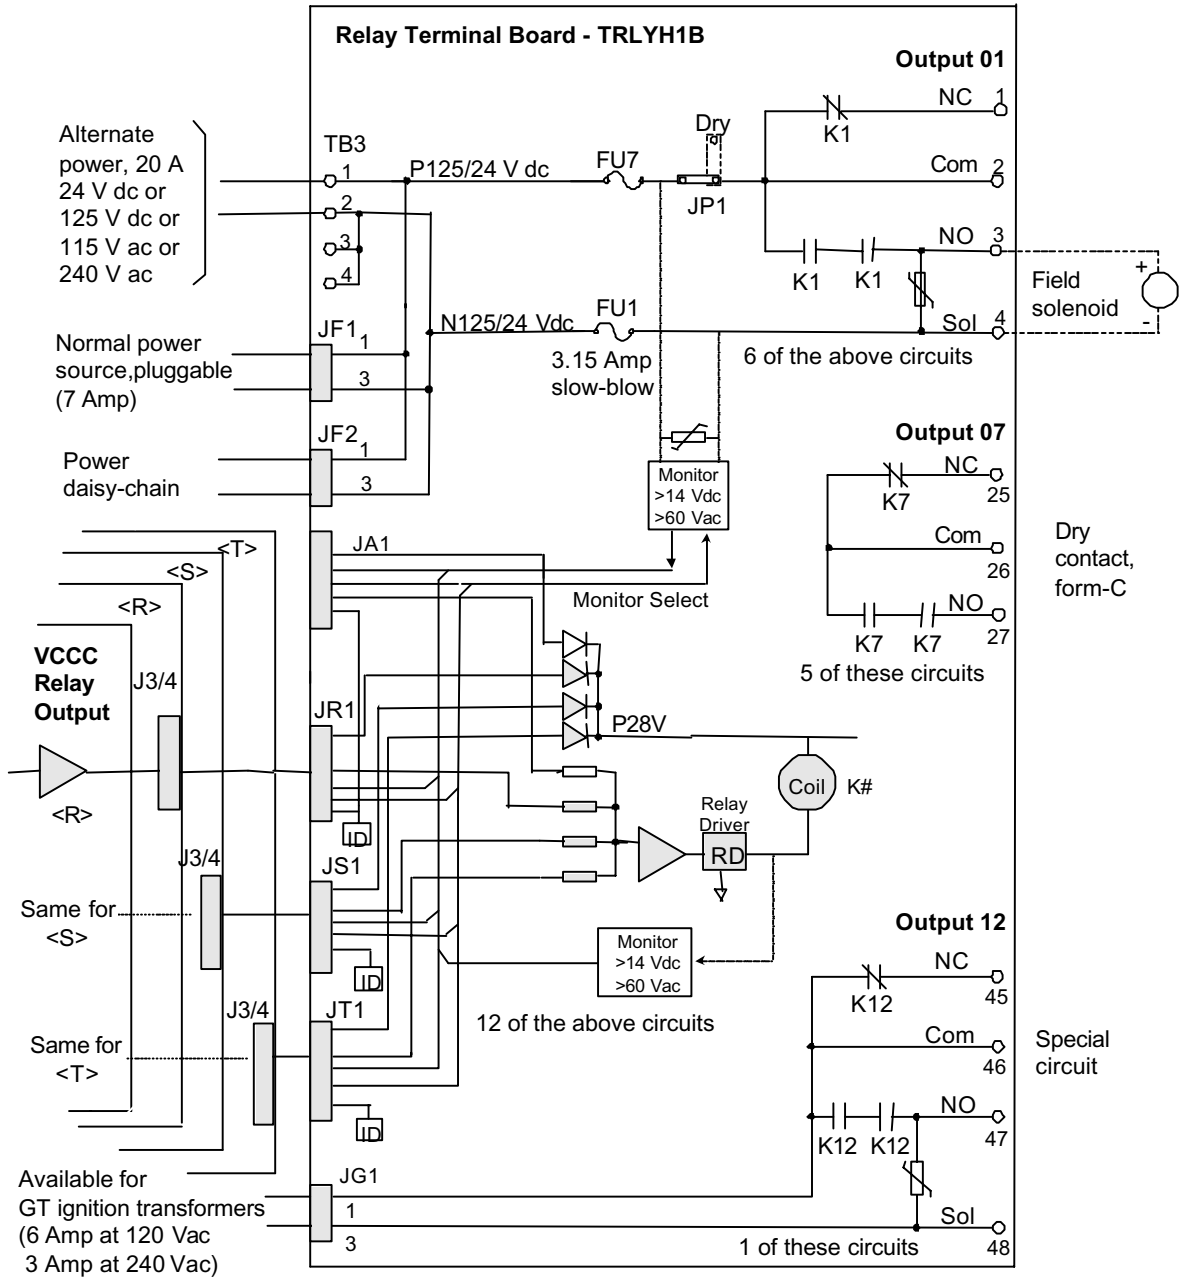 Relay Terminal Board - TRLYH1B
Output 01
NC 1
K1
Dry
Alternate
power, 20 A
24 V dc or
125 V dc or
115 V ac or
240 V ac
TB3
1
2
3
4
P125/24 V dc
FU7
JP1
Com 2
NO 3
K1 K1
Field
solenoid
+
-
N125/24 Vdc
FU1
3.15 Amp
slow-blow
Sol 4
6 of the above circuits
JF1
1
3
Normal power
source,pluggable
(7 Amp)
JF2
1
3
Power
daisy-chain
Monitor
>14 Vdc
>60 Vac
Output 07
NC
25
K7
Com
26
NO
27
K7 K7
5 of these circuits
Dry
contact,
form-C
<T>
<S>
<R>
JA1
Monitor Select
VCCC
Relay
Output
J3/4
<R>
JR1
ID
P28V
Coil K#
Relay
Driver
RD
J3/4
Same for
<S>
JS1
ID
Monitor
>14 Vdc
>60 Vac
12 of the above circuits
J3/4
Same for
<T>
JT1
ID
Output 12
NC
45
K12
Com
46
NO
47
K12 K12
Special
circuit
Sol
48
1 of these circuits
JG1
1
3
Available for
GT ignition transformers
(6 Amp at 120 Vac
3 Amp at 240 Vac)